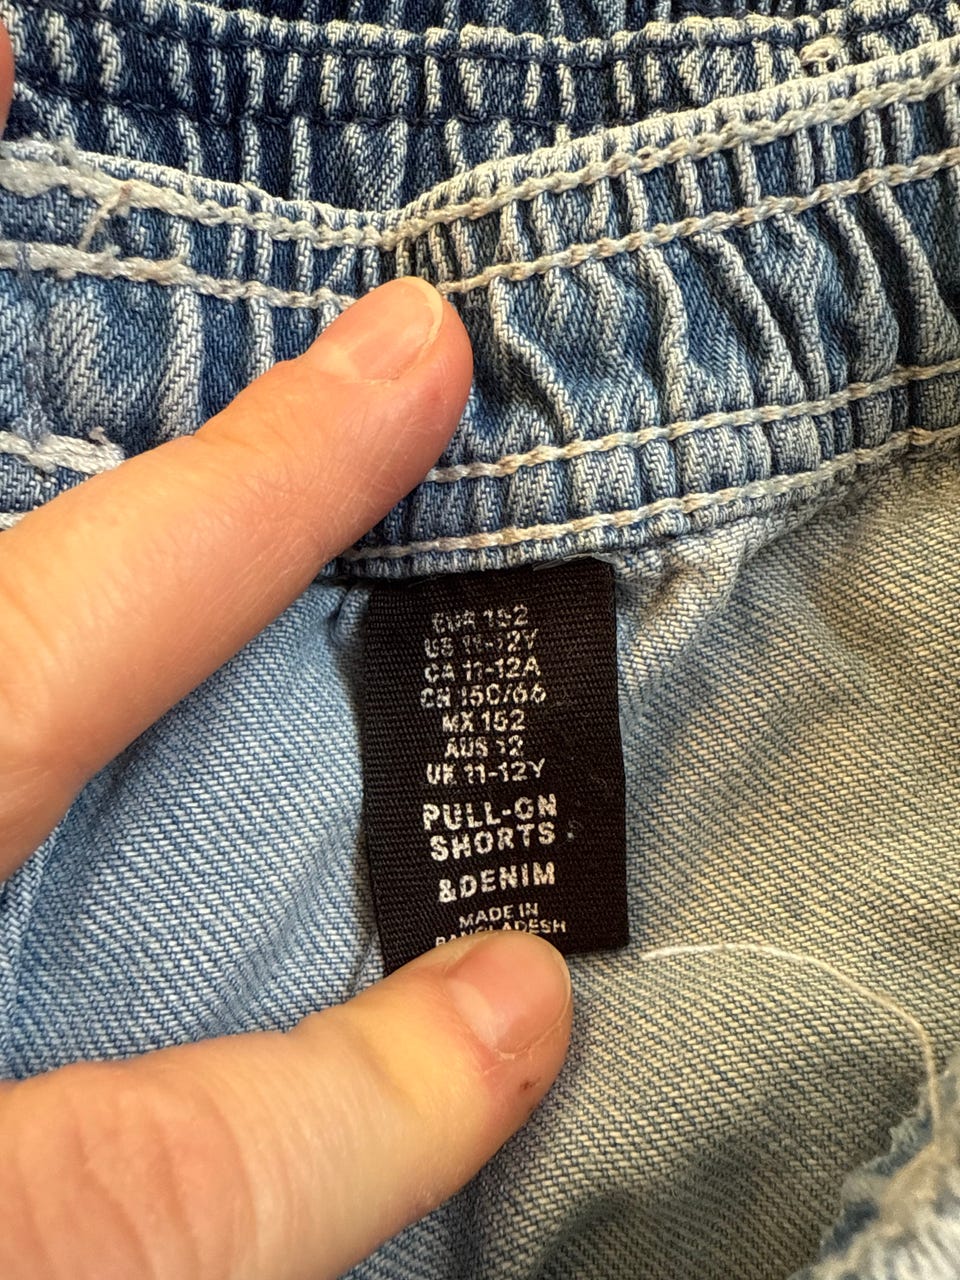 EUR 152
US 11-12Y
CA 11-12A
CN 150/66
MX 152
AUS 12
UK 11-12Y
PULL-ON
SHORTS
&DENIM
MADE IN
BANGLADESH